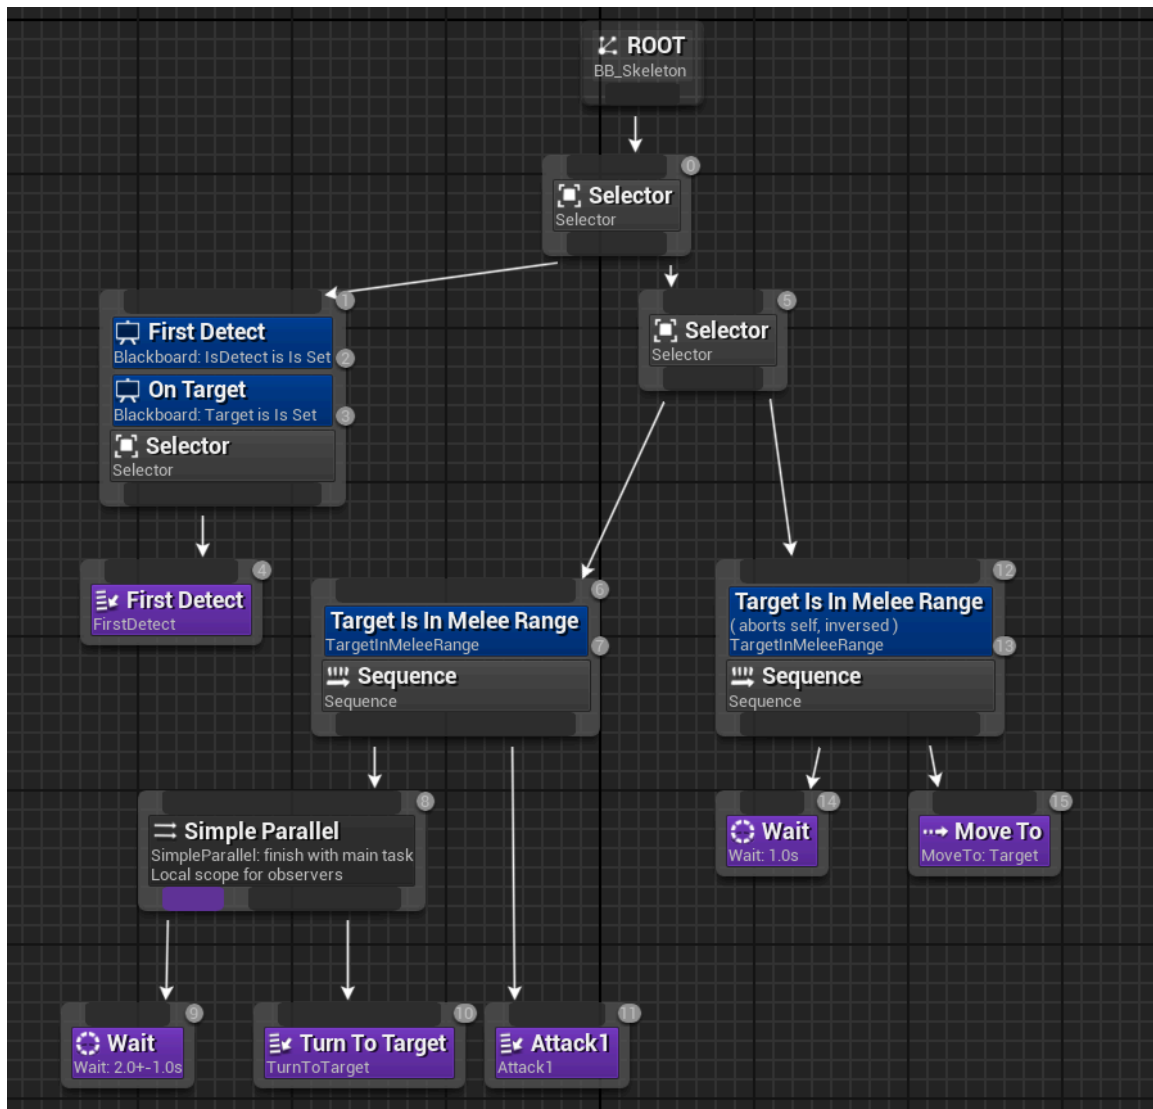 ROOT
BB_Skeleton
0
Selector
Selector
1
First Detect
Blackboard: IsDetect is Is Set
2
On Target
Blackboard: Target is Is Set
3
Selector
Selector
5
Selector
Selector
4
First Detect
FirstDetect
6
Target Is In Melee Range
TargetInMeleeRange
7
Sequence
Sequence
12
Target Is In Melee Range
( aborts self, inversed )
TargetInMeleeRange
13
Sequence
Sequence
8
Simple Parallel
SimpleParallel: finish with main task
Local scope for observers
14
Wait
Wait: 1.0s
15
Move To
MoveTo: Target
9
Wait
Wait: 2.0+-1.0s
10
Turn To Target
TurnToTarget
11
Attack1
Attack1